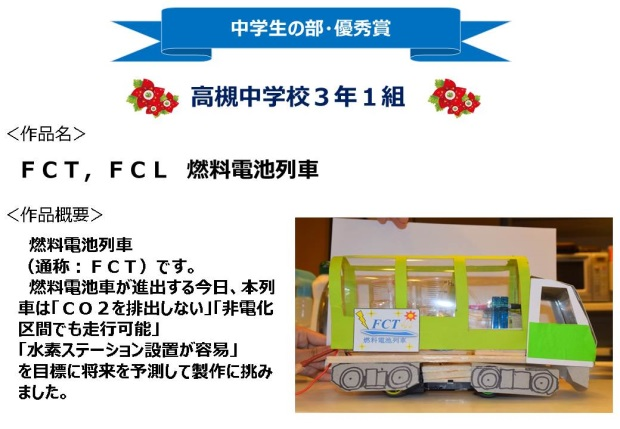 中学生の部・優秀賞
高槻中学校３年１組
＜作品名＞
ＦＣＴ，ＦＣＬ　燃料電池列車
＜作品概要＞
燃料電池列車
（通称：ＦＣＴ）です。
燃料電池車が進出する今日、本列
車は「ＣＯ２を排出しない」「非電化
区間でも走行可能」
「水素ステーション設置が容易」
を目標に将来を予測して製作に挑み
ました。
FCT
燃料電池列車